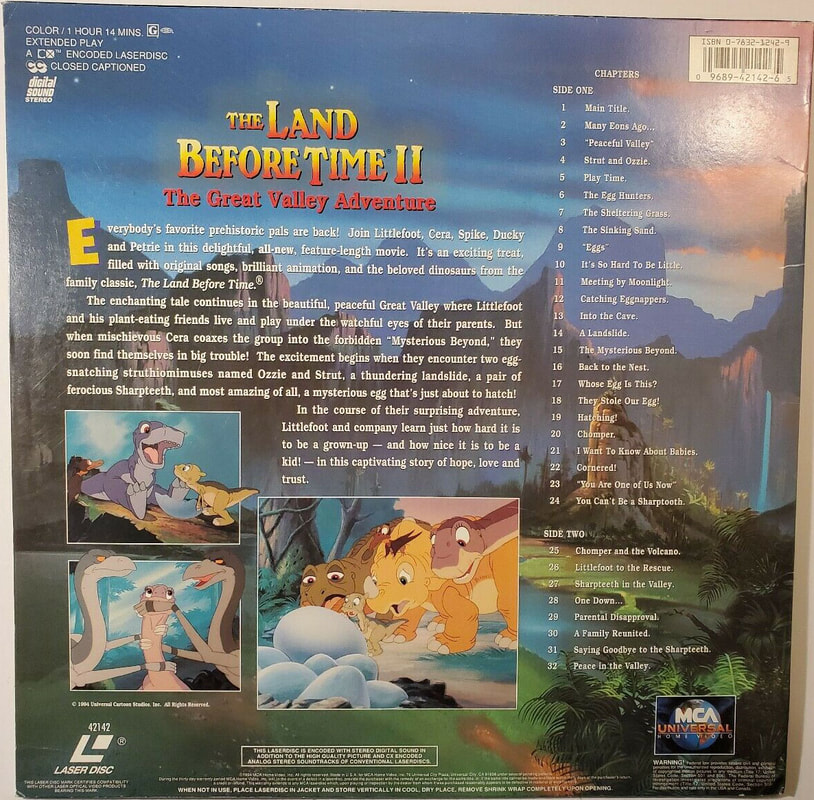 COLOR / 1 HOUR 14 MINS. G
EXTENDED PLAY
A CX™ ENCODED LASERDISC
CC CLOSED CAPTIONED
digital
SOUND
STEREO
ISBN 0-7832-1242-9
0 9689-42142-6 5
THE LAND
BEFORE TIME® II
The Great Valley Adventure
Everybody's favorite prehistoric pals are back! Join Littlefoot, Cera, Spike, Ducky
and Petrie in this delightful, all-new, feature-length movie. It's an exciting treat,
filled with original songs, brilliant animation, and the beloved dinosaurs from the
family classic, The Land Before Time.®
The enchanting tale continues in the beautiful, peaceful Great Valley where Littlefoot
and his plant-eating friends live and play under the watchful eyes of their parents. But
when mischievous Cera coaxes the group into the forbidden "Mysterious Beyond," they
soon find themselves in big trouble! The excitement begins when they encounter two egg-
snatching struthiomimuses named Ozzie and Strut, a thundering landslide, a pair of
ferocious Sharpteeth, and most amazing of all, a mysterious egg that's just about to hatch!
In the course of their surprising adventure,
Littlefoot and company learn just how hard it is
to be a grown-up — and how nice it is to be a
kid! — in this captivating story of hope, love and
trust.
CHAPTERS
SIDE ONE
1 Main Title.
2 Many Eons Ago...
3 "Peaceful Valley"
4 Strut and Ozzie.
5 Play Time.
6 The Egg Hunters.
7 The Sheltering Grass.
8 The Sinking Sand.
9 "Eggs"
10 It's So Hard To Be Little.
11 Meeting by Moonlight.
12 Catching Eggnappers.
13 Into the Cave.
14 A Landslide.
15 The Mysterious Beyond.
16 Back to the Nest.
17 Whose Egg Is This?
18 They Stole Our Egg!
19 Hatching!
20 Chomper.
21 I Want To Know About Babies.
22 Cornered!
23 "You Are One of Us Now"
24 You Can't Be a Sharptooth.
SIDE TWO
25 Chomper and the Volcano.
26 Littlefoot to the Rescue.
27 Sharpteeth in the Valley.
28 One Down...
29 Parental Disapproval.
30 A Family Reunited.
31 Saying Goodbye to the Sharpteeth.
32 Peace in the Valley.
© 1994 Universal Cartoon Studios, Inc. All Rights Reserved.
42142
®
LASER DISC
THIS LASER DISC MARK CERTIFIES COMPATIBILITY
WITH OTHER LASER OPTICAL VIDEO PRODUCTS
BEARING THIS MARK.
THIS LASERDISC IS ENCODED WITH STEREO DIGITAL SOUND IN
ADDITION TO THE HIGH QUALITY PICTURE AND CX ENCODED
ANALOG STEREO SOUNDTRACKS OF CONVENTIONAL LASERDISCS.
WHEN NOT IN USE, PLACE LASERDISC IN JACKET AND STORE VERTICALLY IN COOL, DRY PLACE, REMOVE SHRINK WRAP COMPLETELY UPON OPENING.
MCA
UNIVERSAL
HOME VIDEO
WARNING!